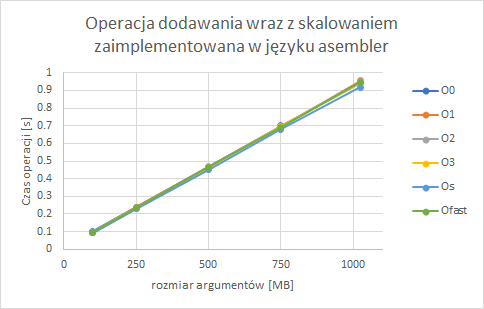 Operacja dodawania wraz z skalowaniem
zaimplementowana w języku asembler
Czas operacji [s]
1
0.9
0.8
0.7
0.6
0.5
0.4
0.3
0.2
0.1
0
0 250 500 750 1000
rozmiar argumentów [MB]
O0
O1
O2
O3
Os
Ofast